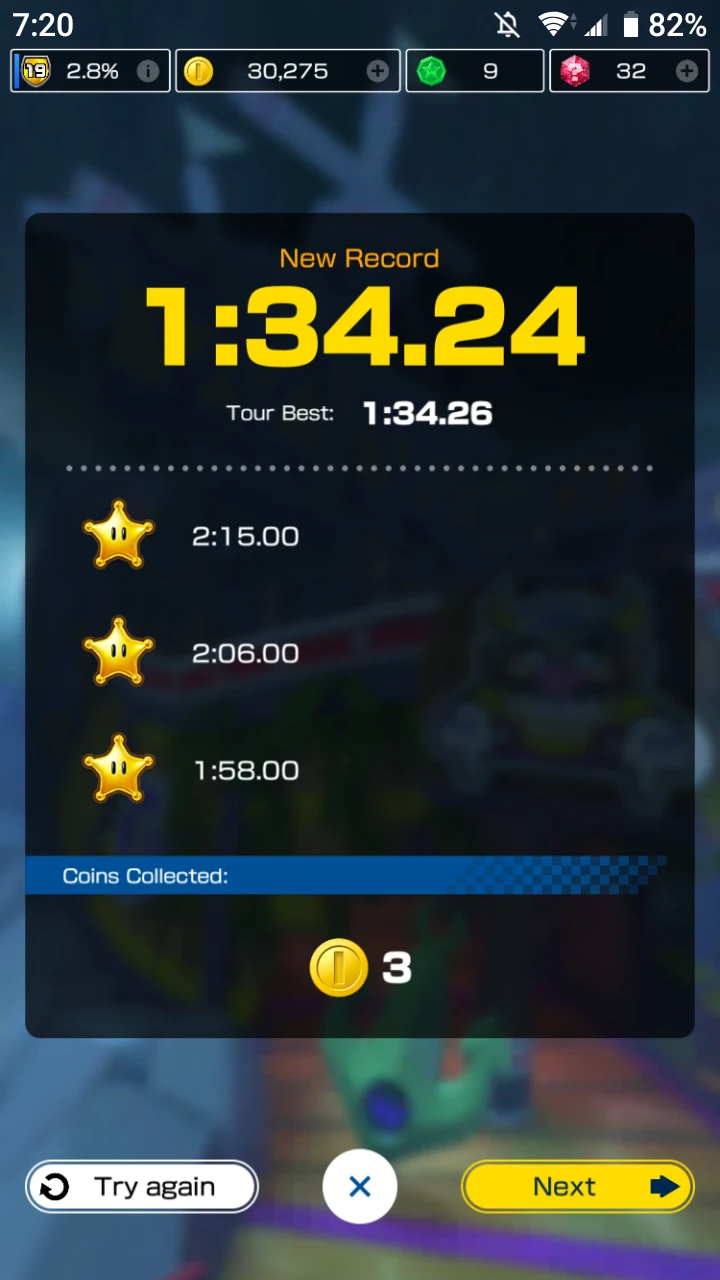 7:20 82%
19 2.8% i 30,275 + 9 32 +
New Record
1:34.24
Tour Best: 1:34.26
2:15.00
2:06.00
1:58.00
Coins Collected:
3
Try again × Next